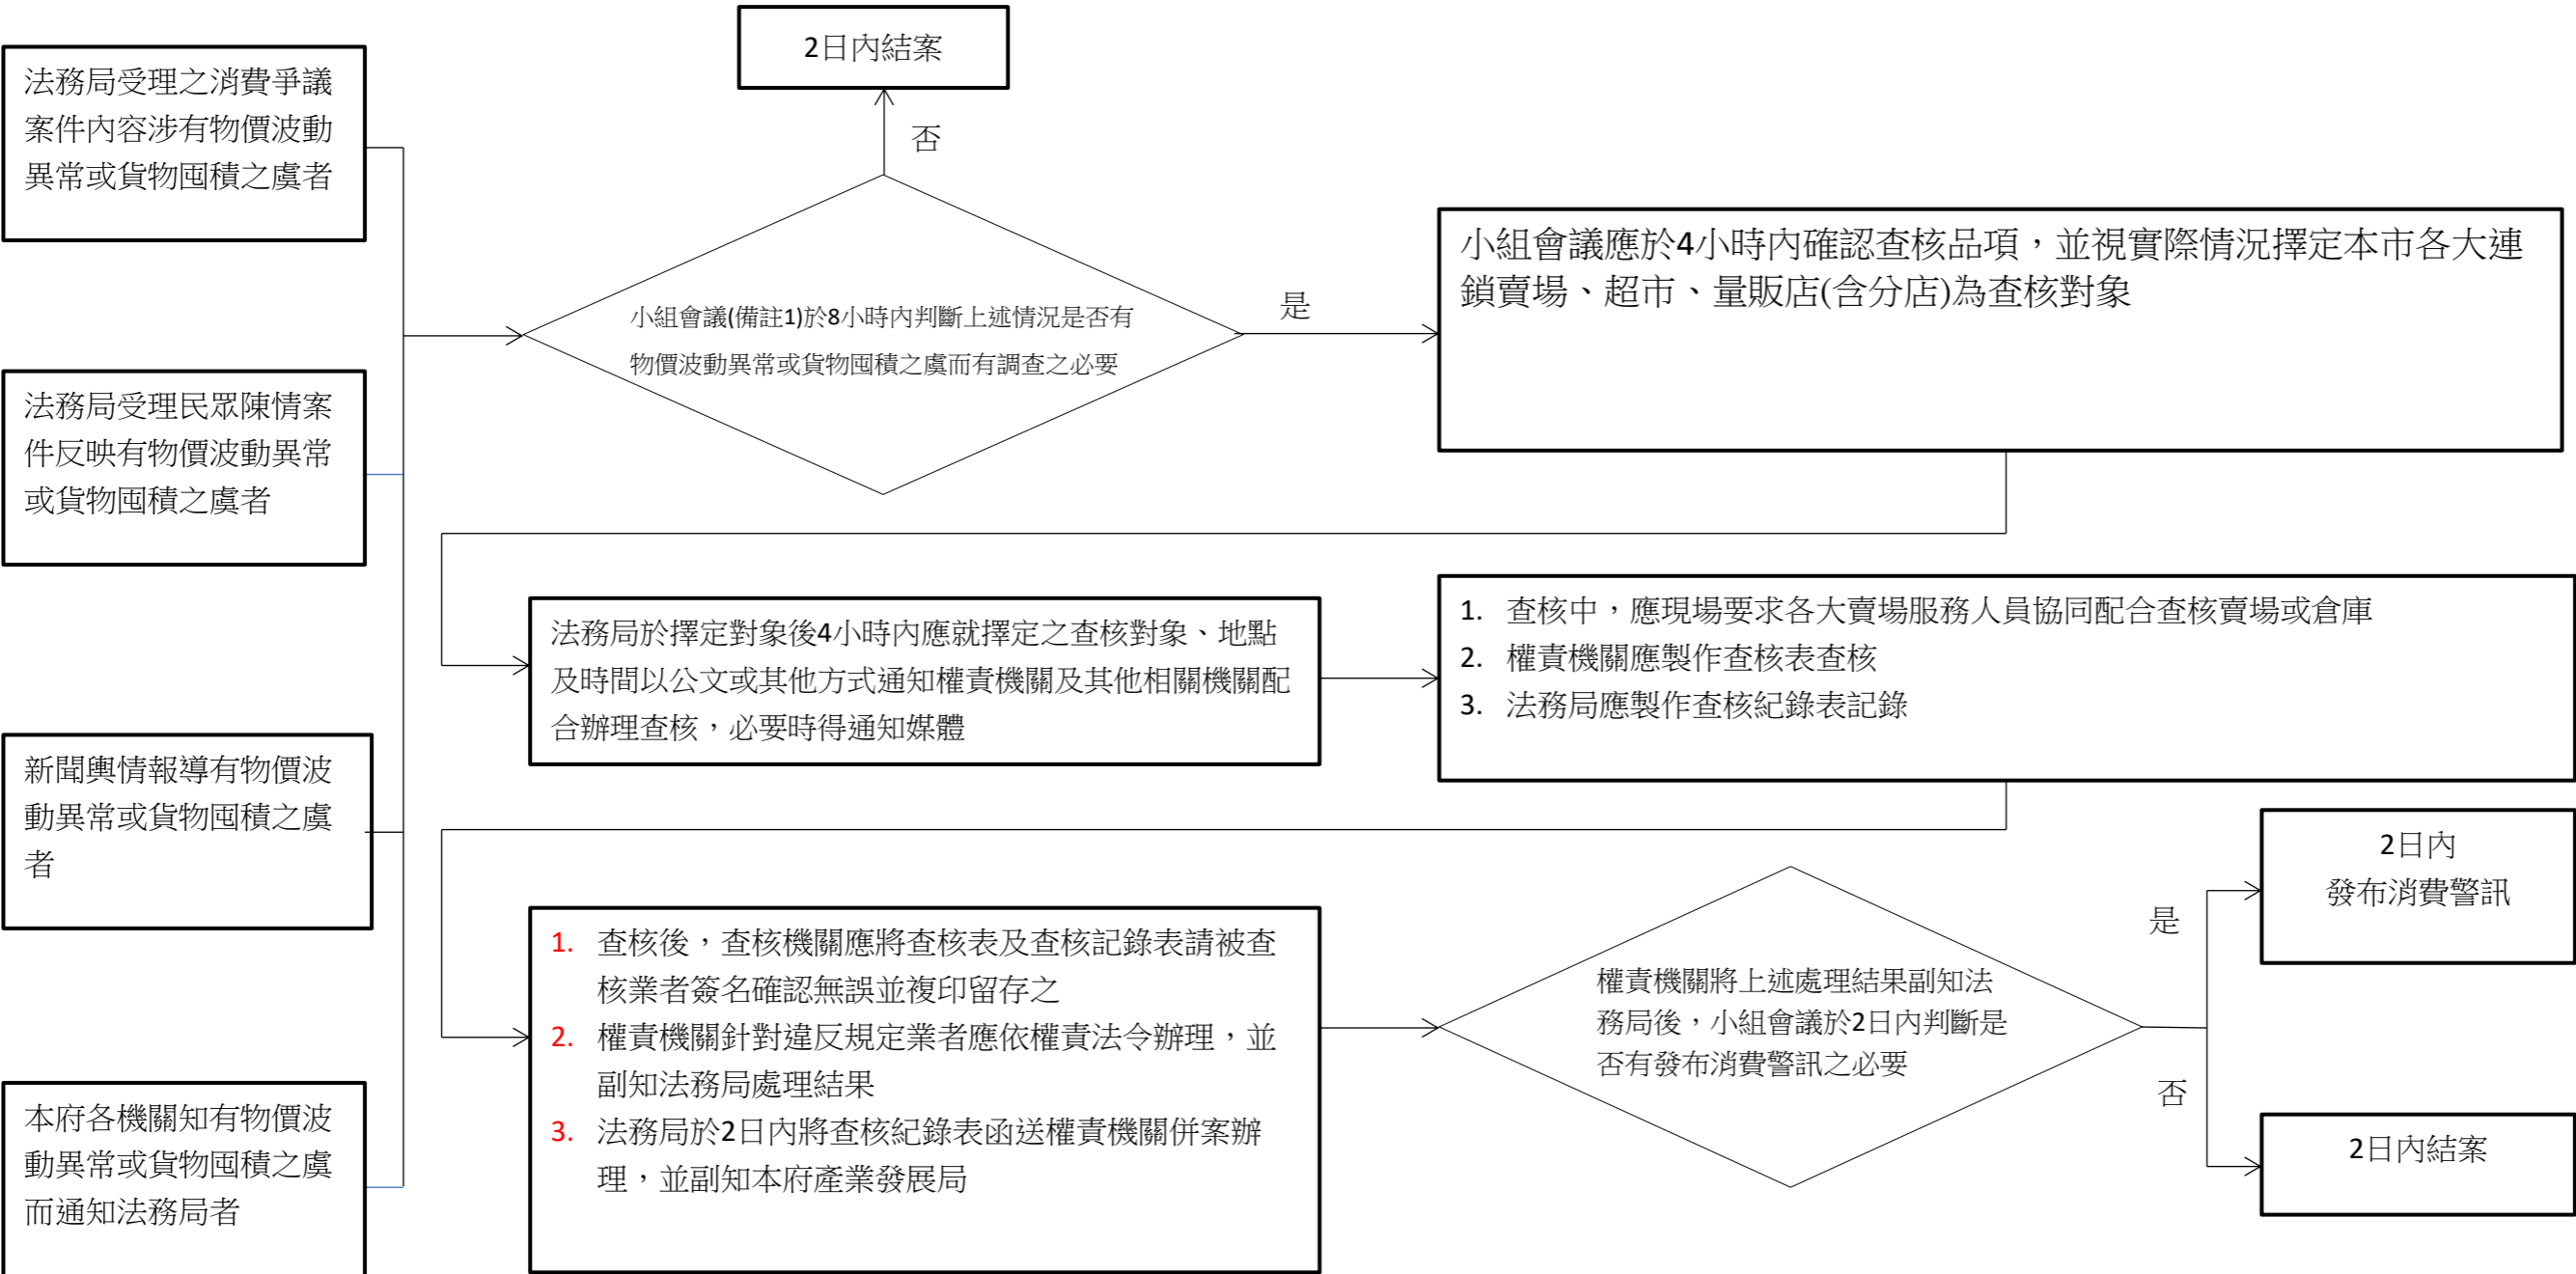 法務局受理之消費爭議
案件內容涉有物價波動
異常或貨物囤積之虞者
法務局受理民眾陳情案
件反映有物價波動異常
或貨物囤積之虞者
新聞輿情報導有物價波
動異常或貨物囤積之虞
者
本府各機關知有物價波
動異常或貨物囤積之虞
而通知法務局者
2日內結案
否
小組會議(備註1)於8小時內判斷上述情況是否有
物價波動異常或貨物囤積之虞而有調查之必要
是
小組會議應於4小時內確認查核品項，並視實際情況擇定本市各大連
鎖賣場、超市、量販店(含分店)為查核對象
法務局於擇定對象後4小時內應就擇定之查核對象、地點
及時間以公文或其他方式通知權責機關及其他相關機關配
合辦理查核，必要時得通知媒體
1. 查核中，應現場要求各大賣場服務人員協同配合查核賣場或倉庫
2. 權責機關應製作查核表查核
3. 法務局應製作查核紀錄表記錄
1. 查核後，查核機關應將查核表及查核記錄表請被查
核業者簽名確認無誤並複印留存之
2. 權責機關針對違反規定業者應依權責法令辦理，並
副知法務局處理結果
3. 法務局於2日內將查核紀錄表函送權責機關併案辦
理，並副知本府產業發展局
權責機關將上述處理結果副知法
務局後，小組會議於2日內判斷是
否有發布消費警訊之必要
是
2日內
發布消費警訊
否
2日內結案